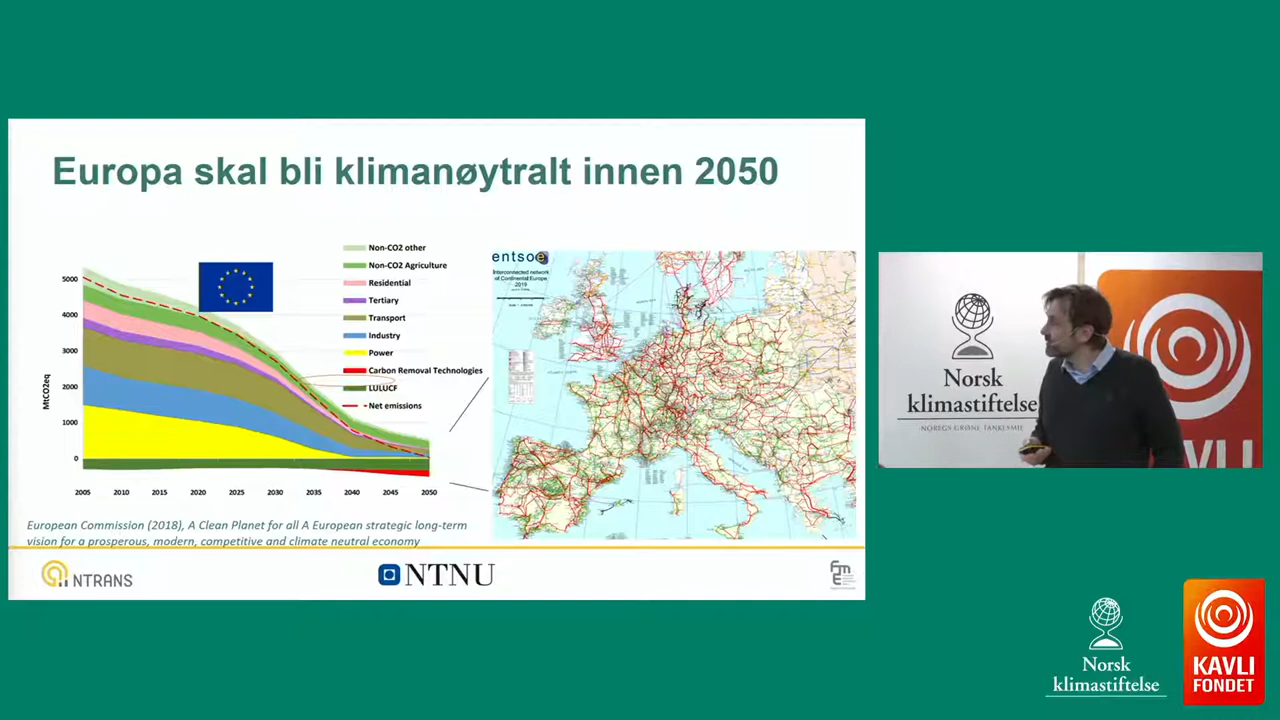 Europa skal bli klimanøytralt innen 2050
Non-CO2 other
Non-CO2 Agriculture
Residential
Tertiary
Transport
Industry
Power
Carbon Removal Technologies
LULUCF
Net emissions
MtCO2eq
5000
4000
3000
2000
1000
0
2005 2010 2015 2020 2025 2030 2035 2040 2045 2050
entsoe
Interconnected network
of Continental Europe
2019
European Commission (2018), A Clean Planet for all A European strategic long-term
vision for a prosperous, modern, competitive and climate neutral economy
NTRANS
NTNU
fme
Norsk
klimastiftelse
NOREGS GRØNE TANKESMIE
KAVLI
Norsk
klimastiftelse
KAVLI
FONDET